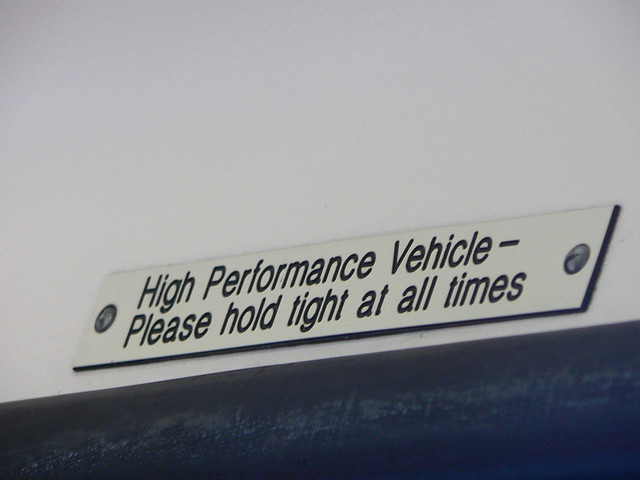 High Performance Vehicle –
Please hold tight at all times